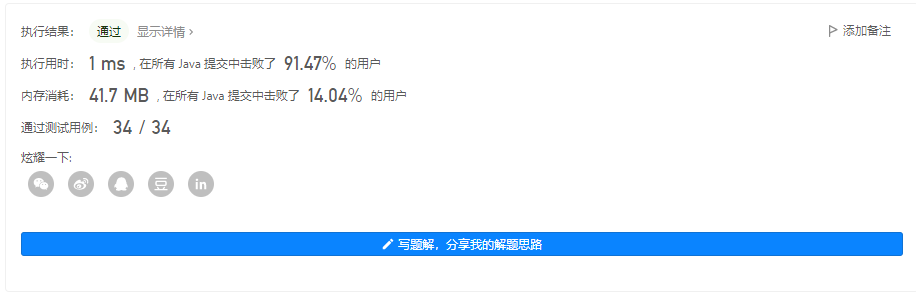 执行结果： 通过 显示详情 › 添加备注
执行用时： 1 ms , 在所有 Java 提交中击败了 91.47% 的用户
内存消耗： 41.7 MB , 在所有 Java 提交中击败了 14.04% 的用户
通过测试用例： 34 / 34
炫耀一下:
豆 in
写题解，分享我的解题思路